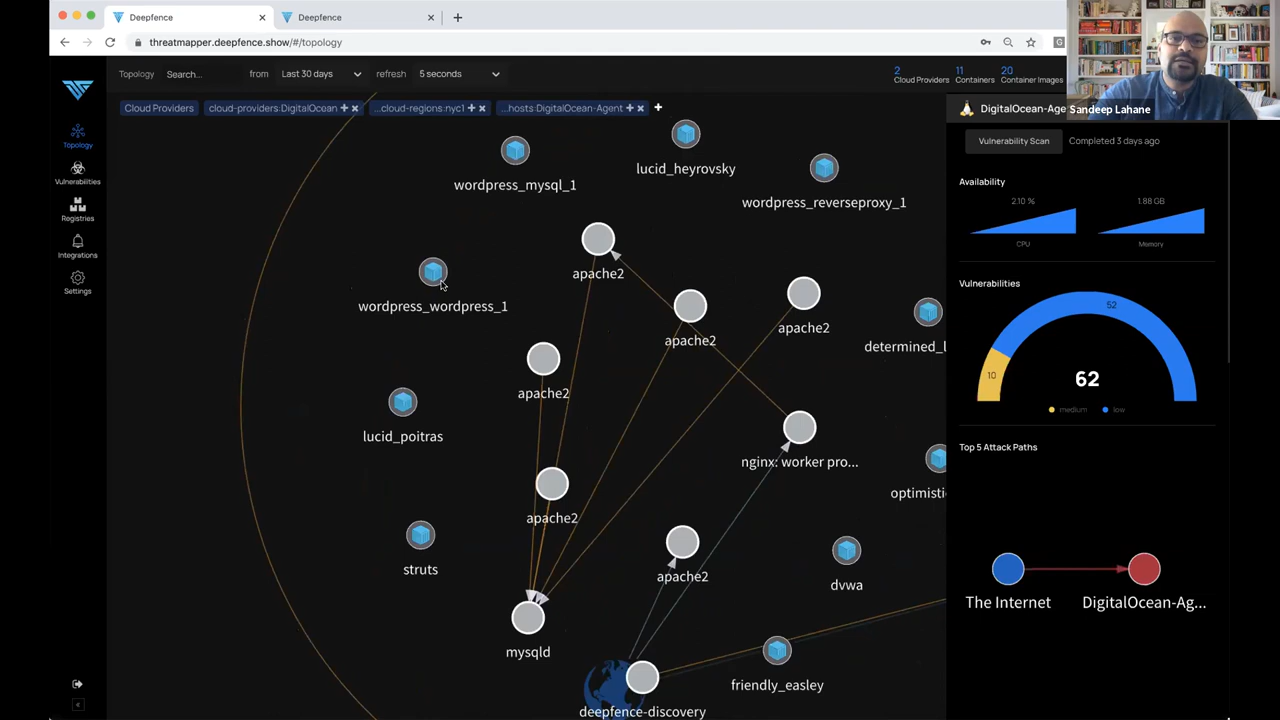 Deepfence
Deepfence
threatmapper.deepfence.show/#/topology
Topology
Search...
from
Last 30 days
refresh
5 seconds
2
Cloud Providers
11
Containers
20
Container Images
Cloud Providers
cloud-providers:DigitalOcean
...cloud-regions:nyc1
...hosts:DigitalOcean-Agent
Topology
Vulnerabilities
Registries
Integrations
Settings
wordpress_mysql_1
lucid_heyrovsky
wordpress_reverseproxy_1
apache2
wordpress_wordpress_1
apache2
apache2
apache2
lucid_poitras
nginx: worker pro...
apache2
struts
apache2
dvwa
mysqld
friendly_easley
deepfence-discovery
Sandeep Lahane
Vulnerability Scan
Completed 3 days ago
Availability
2.10 %
1.88 GB
CPU
Memory
Vulnerabilities
52
10
62
medium
low
Top 5 Attack Paths
The Internet
DigitalOcean-Ag...